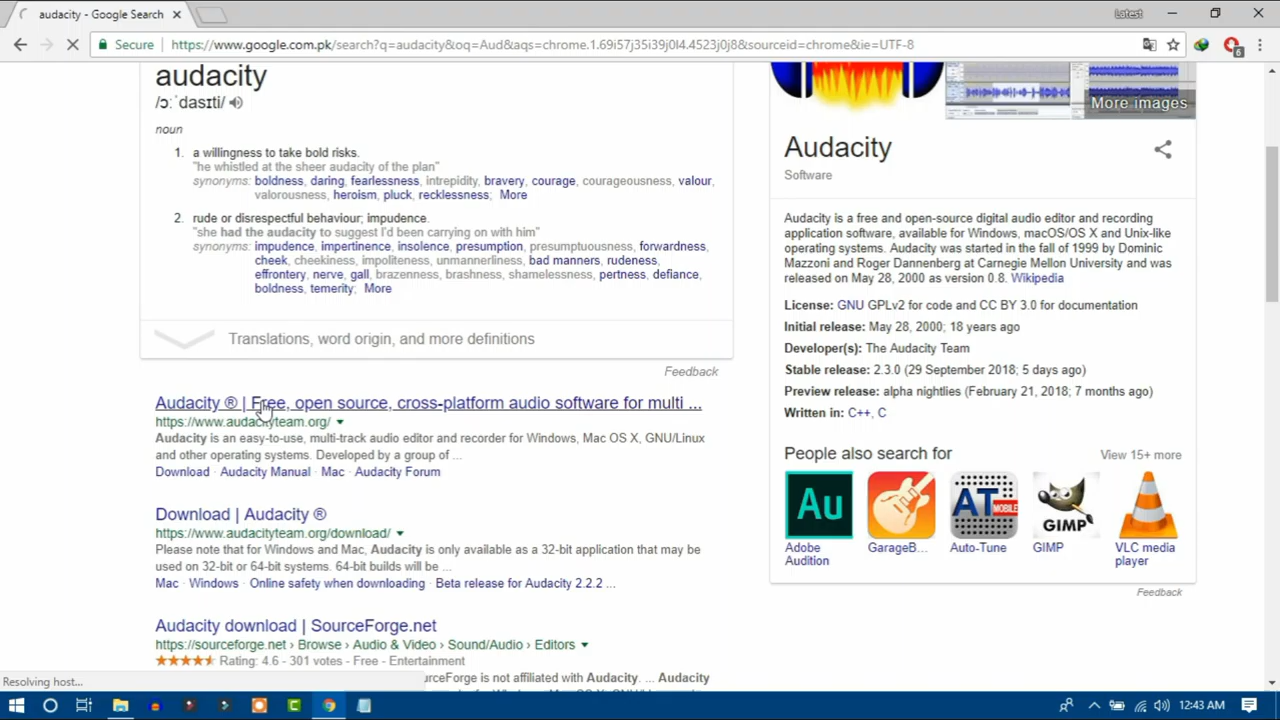 audacity - Google Search
Latest
Secure
https://www.google.com.pk/search?q=audacity&oq=Aud&aqs=chrome.1.69i57j35i39j0l4.4523j0j8&sourceid=chrome&ie=UTF-8
6
audacity
/ɔːˈdasɪti/
noun
1. a willingness to take bold risks.
"he whistled at the sheer audacity of the plan"
synonyms: boldness, daring, fearlessness, intrepidity, bravery, courage, courageousness, valour,
valorousness, heroism, pluck, recklessness; More
2. rude or disrespectful behaviour; impudence.
"she had the audacity to suggest I'd been carrying on with him"
synonyms: impudence, impertinence, insolence, presumption, presumptuousness, forwardness,
cheek, cheekiness, impoliteness, unmannerliness, bad manners, rudeness,
effrontery, nerve, gall, brazenness, brashness, shamelessness, pertness, defiance,
boldness, temerity; More
Translations, word origin, and more definitions
Feedback
Audacity ® | Free, open source, cross-platform audio software for multi ...
https://www.audacityteam.org/
Audacity is an easy-to-use, multi-track audio editor and recorder for Windows, Mac OS X, GNU/Linux
and other operating systems. Developed by a group of ...
Download · Audacity Manual · Mac · Audacity Forum
Download | Audacity ®
https://www.audacityteam.org/download/
Please note that for Windows and Mac, Audacity is only available as a 32-bit application that may be
used on 32-bit or 64-bit systems. 64-bit builds will be ...
Mac · Windows · Online safety when downloading · Beta release for Audacity 2.2.2 ...
Audacity download | SourceForge.net
https://sourceforge.net › Browse › Audio & Video › Sound/Audio › Editors
Rating: 4.6 - 301 votes - Free - Entertainment
urceForge is not affiliated with Audacity. ... Audacity
Resolving host...
More images
Audacity
Software
Audacity is a free and open-source digital audio editor and recording
application software, available for Windows, macOS/OS X and Unix-like
operating systems. Audacity was started in the fall of 1999 by Dominic
Mazzoni and Roger Dannenberg at Carnegie Mellon University and was
released on May 28, 2000 as version 0.8. Wikipedia
License: GNU GPLv2 for code and CC BY 3.0 for documentation
Initial release: May 28, 2000; 18 years ago
Developer(s): The Audacity Team
Stable release: 2.3.0 (29 September 2018; 5 days ago)
Preview release: alpha nightlies (February 21, 2018; 7 months ago)
Written in: C++, C
People also search for
View 15+ more
Au
AT
MOBILE
GIMP
Adobe
Audition
GarageB...
Auto-Tune
GIMP
VLC media
player
Feedback
12:43 AM